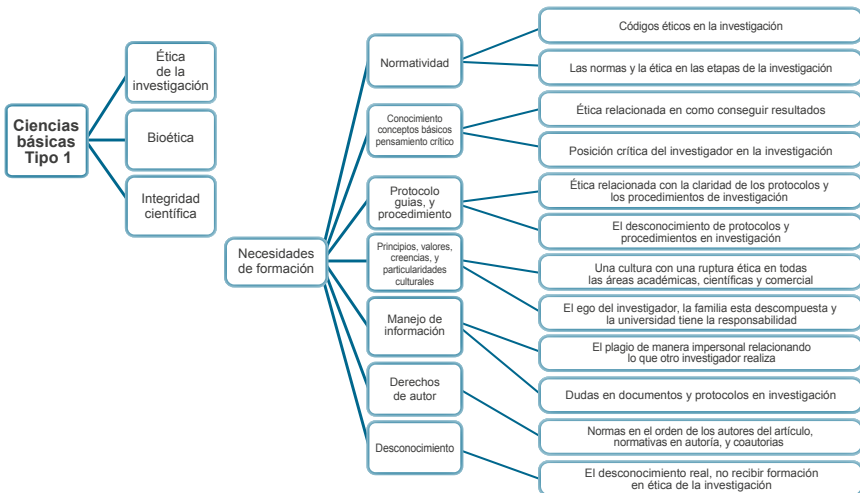 Ciencias
básicas
Tipo 1
Ética
de la
investigación
Bioética
Integridad
científica
Necesidades
de formación
Normatividad
Conocimiento
conceptos básicos
pensamiento crítico
Protocolo
guias, y
procedimiento
Principios, valores,
creencias, y
particularidades
culturales
Manejo de
información
Derechos
de autor
Desconocimiento
Códigos éticos en la investigación
Las normas y la ética en las etapas de la investigación
Ética relacionada en como conseguir resultados
Posición crítica del investigador en la investigación
Ética relacionada con la claridad de los protocolos y
los procedimientos de investigación
El desconocimiento de protocolos y
procedimientos en investigación
Una cultura con una ruptura ética en todas
las áreas académicas, científicas y comercial
El ego del investigador, la familia esta descompuesta y
la universidad tiene la responsabilidad
El plagio de manera impersonal relacionando
lo que otro investigador realiza
Dudas en documentos y protocolos en investigación
Normas en el orden de los autores del artículo,
normativas en autoría, y coautorias
El desconocimiento real, no recibir formación
en ética de la investigación